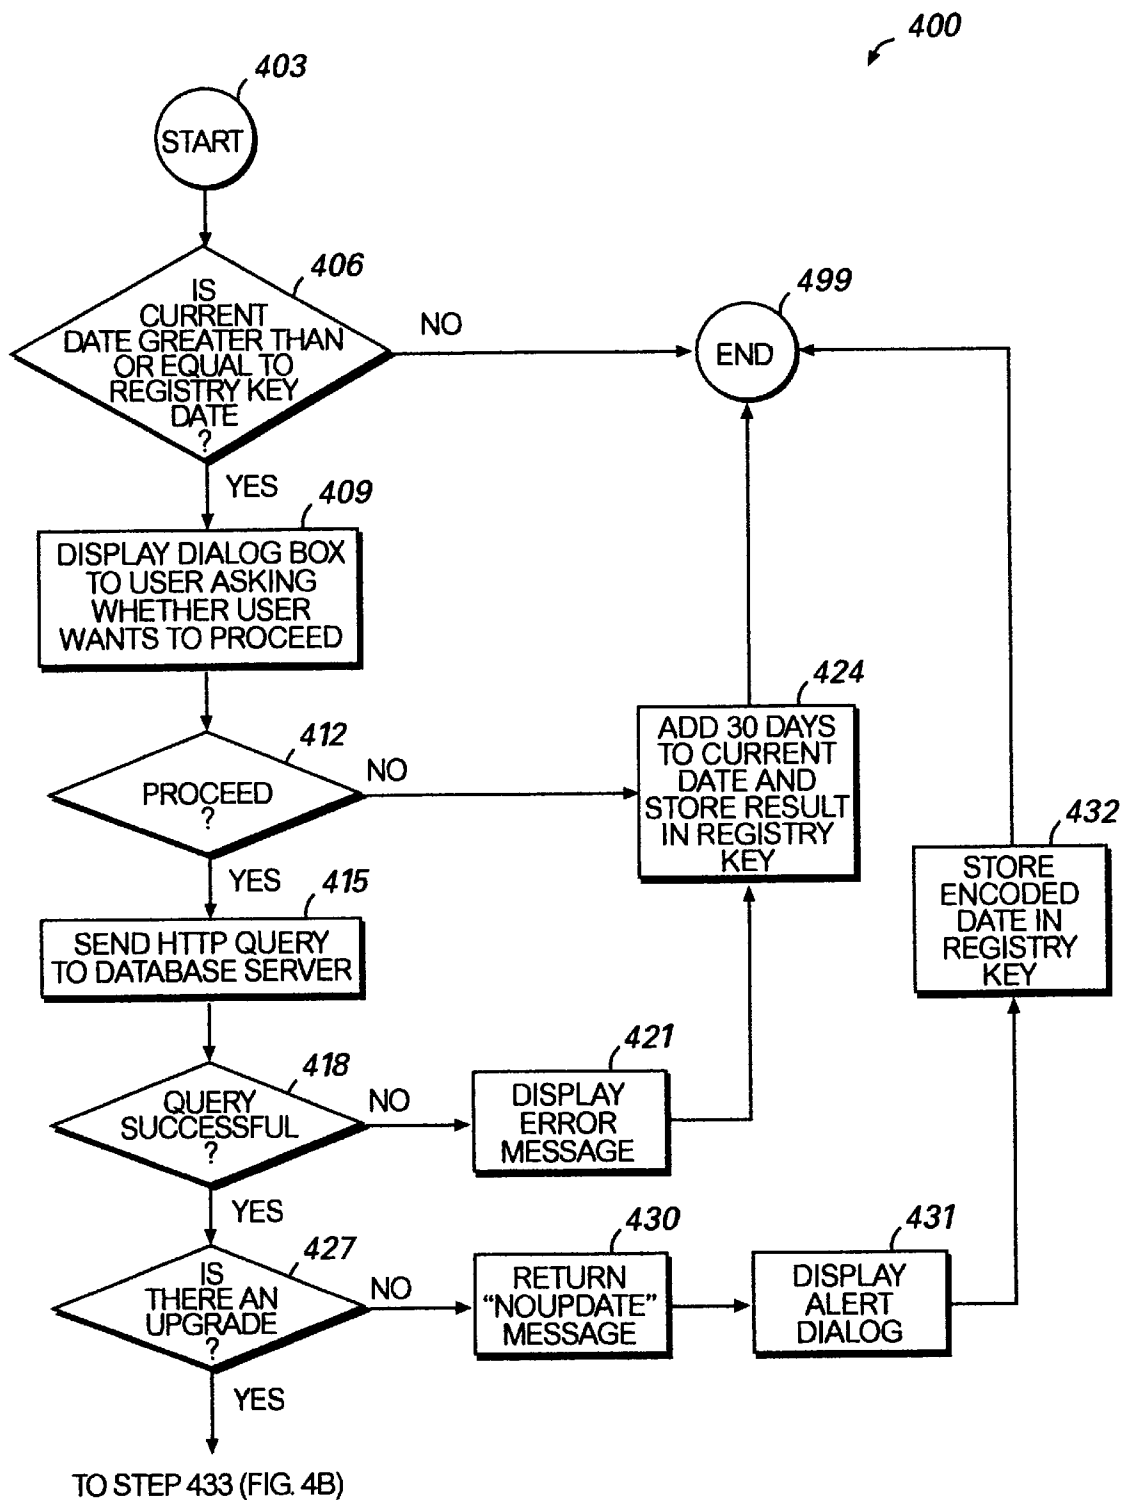 400
403
START
406
IS
CURRENT
DATE GREATER THAN
OR EQUAL TO
REGISTRY KEY
DATE
?
NO
499
END
YES
409
DISPLAY DIALOG BOX
TO USER ASKING
WHETHER USER
WANTS TO PROCEED
412
PROCEED
?
NO
424
ADD 30 DAYS
TO CURRENT
DATE AND
STORE RESULT
IN REGISTRY
KEY
432
STORE
ENCODED
DATE IN
REGISTRY
KEY
YES
415
SEND HTTP QUERY
TO DATABASE SERVER
418
QUERY
SUCCESSFUL
?
NO
421
DISPLAY
ERROR
MESSAGE
YES
427
IS
THERE AN
UPGRADE
?
NO
430
RETURN
“NOUPDATE”
MESSAGE
431
DISPLAY
ALERT
DIALOG
YES
TO STEP 433 (FIG. 4B)